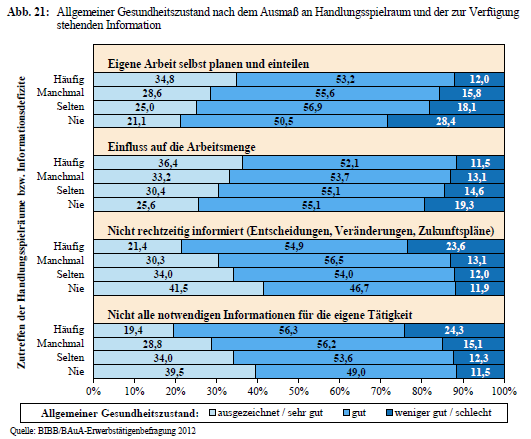 Abb. 21: Allgemeiner Gesundheitszustand nach dem Ausmaß an Handlungsspielraum und der zur Verfügung
stehenden Information
Zutreffen der Handlungsspielräume bzw. Informationsdefizite
Eigene Arbeit selbst planen und einteilen
Häufig 34,8 53,2 12,0
Manchmal 28,6 55,6 15,8
Selten 25,0 56,9 18,1
Nie 21,1 50,5 28,4
Einfluss auf die Arbeitsmenge
Häufig 36,4 52,1 11,5
Manchmal 33,2 53,7 13,1
Selten 30,4 55,1 14,6
Nie 25,6 55,1 19,3
Nicht rechtzeitig informiert (Entscheidungen, Veränderungen, Zukunftspläne)
Häufig 21,4 54,9 23,6
Manchmal 30,3 56,5 13,1
Selten 34,0 54,0 12,0
Nie 41,5 46,7 11,9
Nicht alle notwendigen Informationen für die eigene Tätigkeit
Häufig 19,4 56,3 24,3
Manchmal 28,8 56,2 15,1
Selten 34,0 53,6 12,3
Nie 39,5 49,0 11,5
0% 10% 20% 30% 40% 50% 60% 70% 80% 90% 100%
Allgemeiner Gesundheitszustand: ausgezeichnet / sehr gut gut weniger gut / schlecht
Quelle: BIBB/BAuA-Erwerbstätigenbefragung 2012